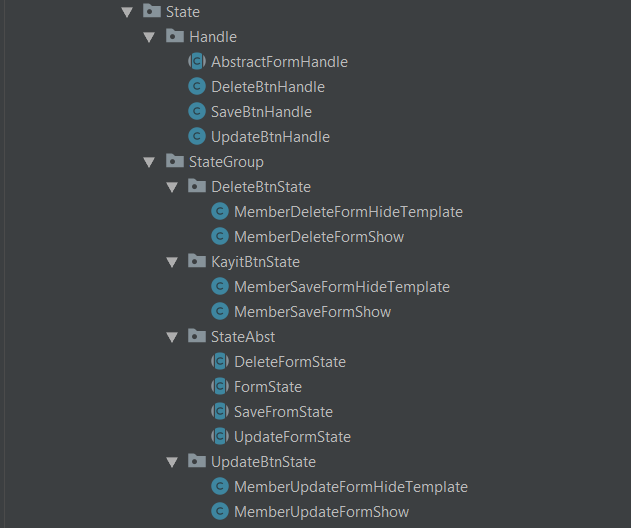 State
Handle
AbstractFormHandle
DeleteBtnHandle
SaveBtnHandle
UpdateBtnHandle
StateGroup
DeleteBtnState
MemberDeleteFormHideTemplate
MemberDeleteFormShow
KayitBtnState
MemberSaveFormHideTemplate
MemberSaveFormShow
StateAbst
DeleteFormState
FormState
SaveFromState
UpdateFormState
UpdateBtnState
MemberUpdateFormHideTemplate
MemberUpdateFormShow